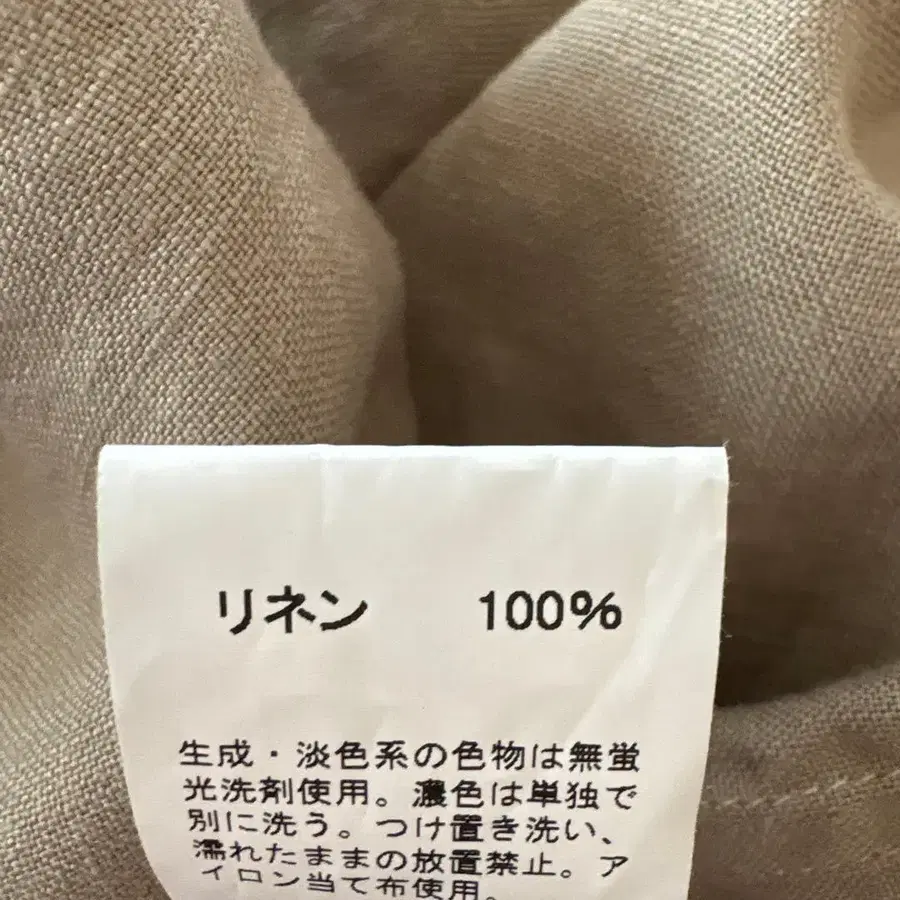 リネン 100%
生成・淡色系の色物は無蛍
光洗剤使用。濃色は単独で
別に洗う。つけ置き洗い、
濡れたままの放置禁止。ア
イロン当て布使用。